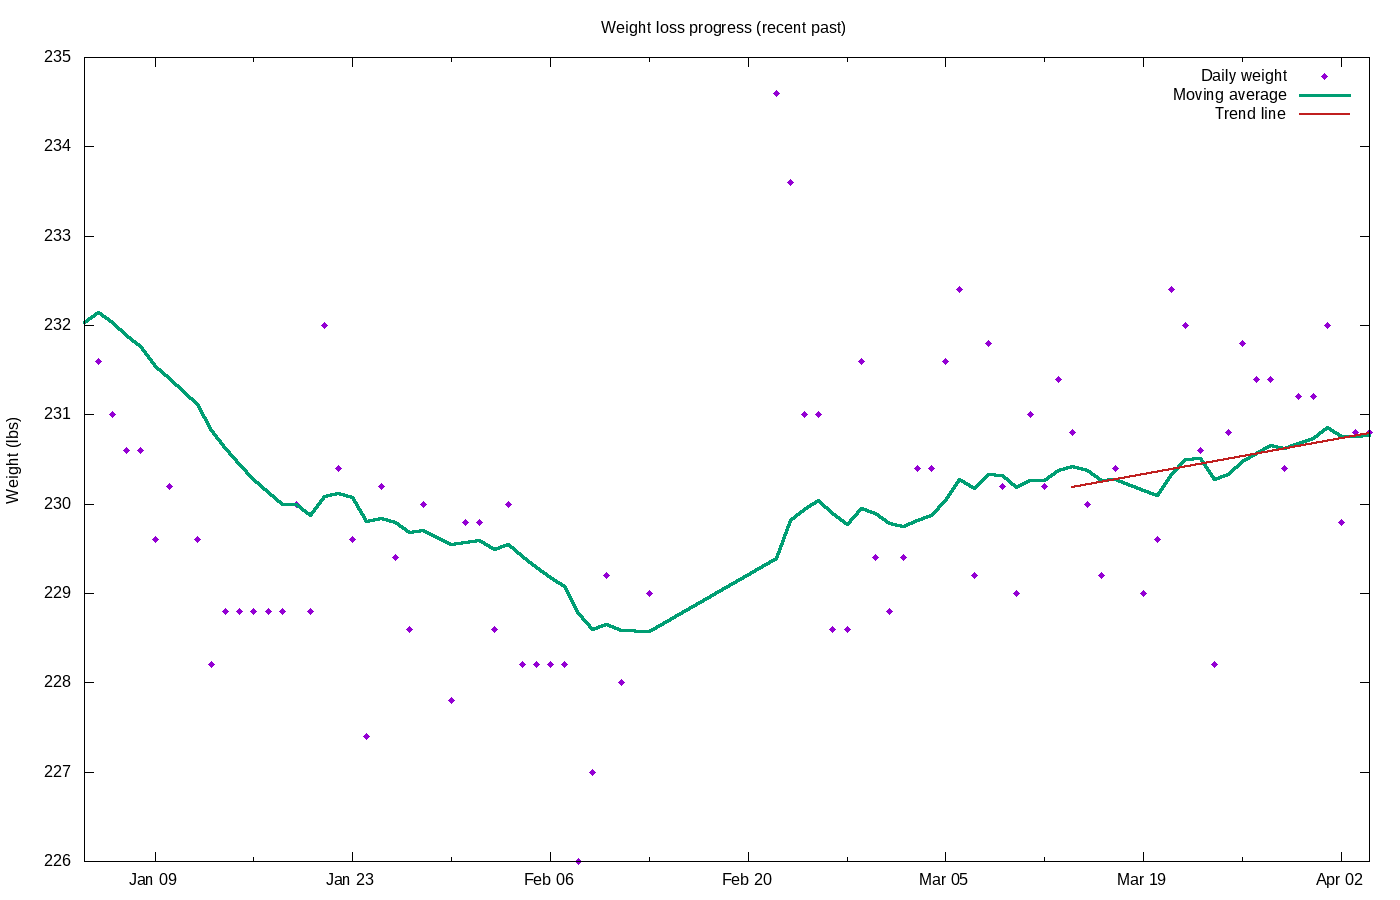 Weight loss progress (recent past)
235
234
233
232
231
230
229
228
227
226
Weight (lbs)
Daily weight
Moving average
Trend line
Jan 09 Jan 23 Feb 06 Feb 20 Mar 05 Mar 19 Apr 02